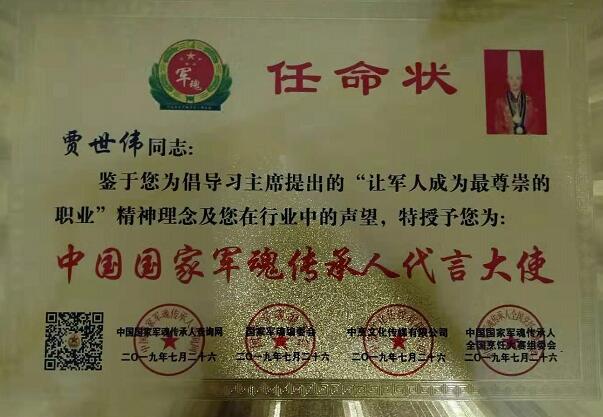 军魂
任命状
贾世伟同志:
鉴于您为倡导习主席提出的“让军人成为最尊崇的
职业”精神理念及您在行业中的声望，特授予您为:
中国国家军魂传承人代言大使
中国国家军魂传承人查询网
二〇一九年七月二十六
国家军魂编委会
二〇一九年七月二十六
中烹文化传媒有限公司
二〇一九年七月二十六
中国国家军魂传承人
全国烹饪大赛组委会
二〇一九年七月二十六